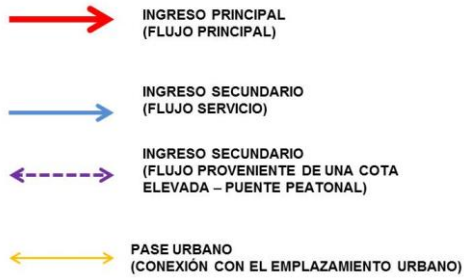 INGRESO PRINCIPAL
(FLUJO PRINCIPAL)
INGRESO SECUNDARIO
(FLUJO SERVICIO)
INGRESO SECUNDARIO
(FLUJO PROVENIENTE DE UNA COTA
ELEVADA – PUENTE PEATONAL)
PASE URBANO
(CONEXIÓN CON EL EMPLAZAMIENTO URBANO)